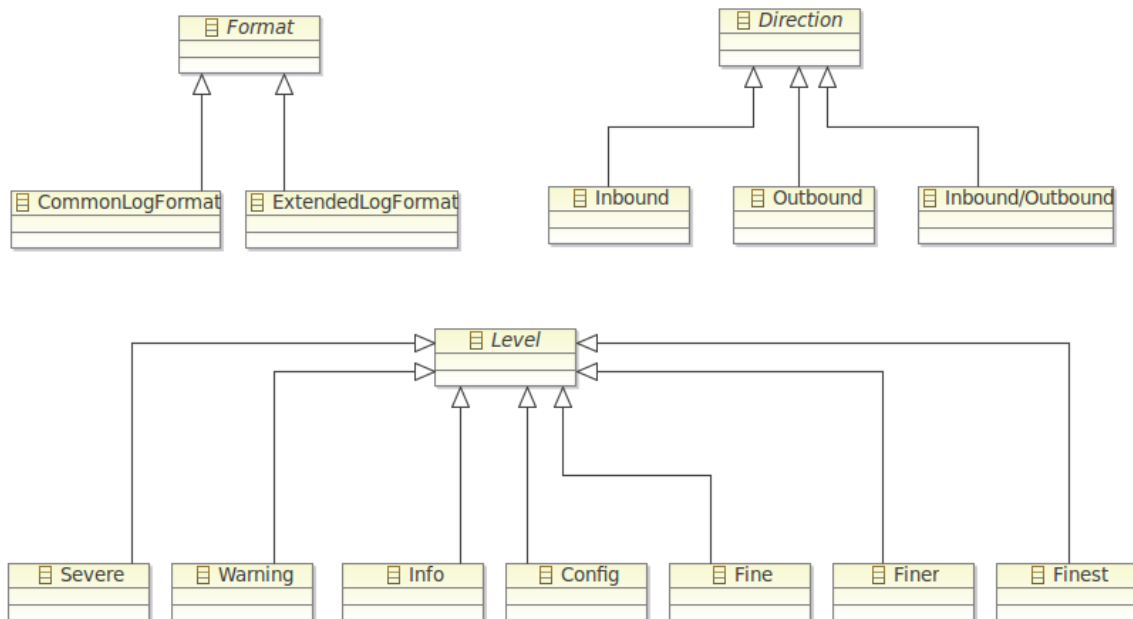 Format
Direction
CommonLogFormat
ExtendedLogFormat
Inbound
Outbound
Inbound/Outbound
Level
Severe
Warning
Info
Config
Fine
Finer
Finest